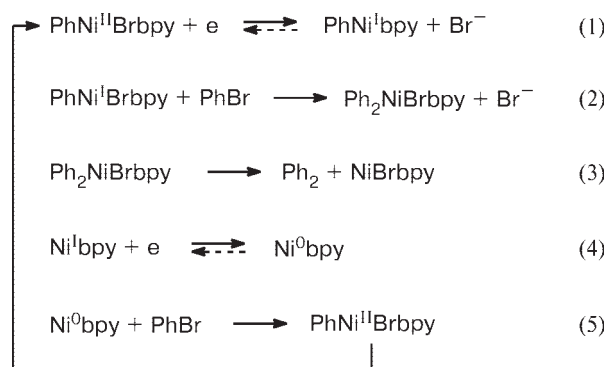 PhNiᴵᴵBrbpy + e ⇌ PhNiᴵbpy + Br⁻ (1)
PhNiᴵBrbpy + PhBr ⟶ Ph₂NiBrbpy + Br⁻ (2)
Ph₂NiBrbpy ⟶ Ph₂ + NiBrbpy (3)
Niᴵbpy + e ⇌ Ni⁰bpy (4)
Ni⁰bpy + PhBr ⟶ PhNiᴵᴵBrbpy (5)